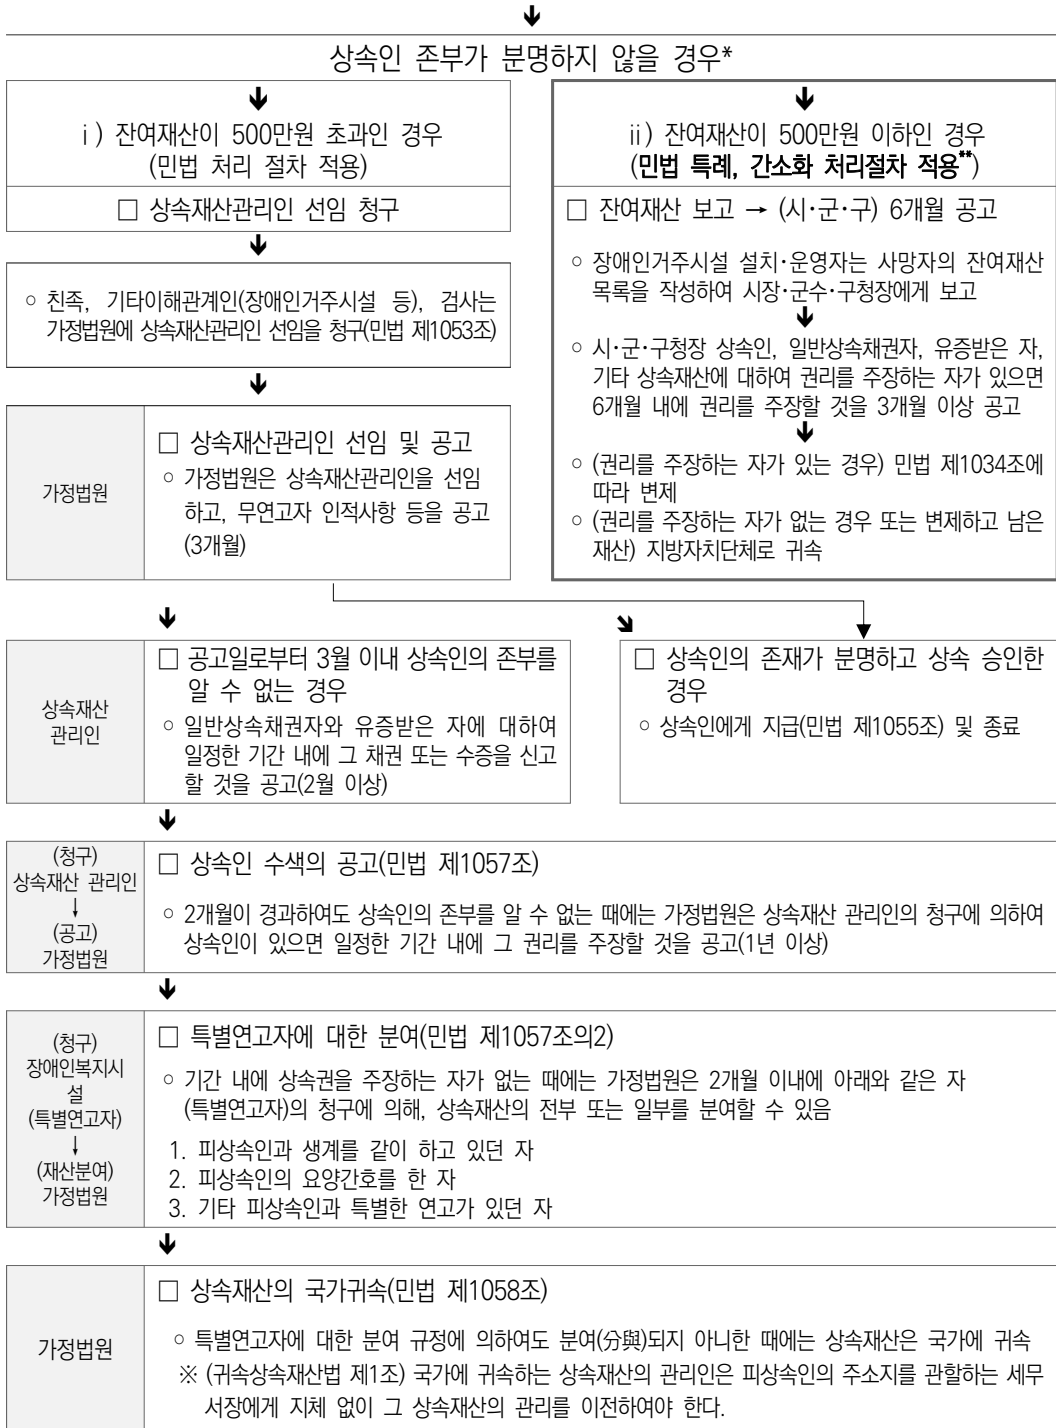 상속인 존부가 분명하지 않을 경우*
ⅰ) 잔여재산이 500만원 초과인 경우
(민법 처리 절차 적용)
□ 상속재산관리인 선임 청구
○ 친족, 기타이해관계인(장애인거주시설 등), 검사는
가정법원에 상속재산관리인 선임을 청구(민법 제1053조)
가정법원
□ 상속재산관리인 선임 및 공고
○ 가정법원은 상속재산관리인을 선임
하고, 무연고자 인적사항 등을 공고
(3개월)
ⅱ) 잔여재산이 500만원 이하인 경우
(민법 특례, 간소화 처리절차 적용**)
□ 잔여재산 보고 → (시·군·구) 6개월 공고
○ 장애인거주시설 설치·운영자는 사망자의 잔여재산
목록을 작성하여 시장·군수·구청장에게 보고
○ 시·군·구청장 상속인, 일반상속채권자, 유증받은 자,
기타 상속재산에 대하여 권리를 주장하는 자가 있으면
6개월 내에 권리를 주장할 것을 3개월 이상 공고
○ (권리를 주장하는 자가 있는 경우) 민법 제1034조에
따라 변제
○ (권리를 주장하는 자가 없는 경우 또는 변제하고 남은
재산) 지방자치단체로 귀속
상속재산
관리인
□ 공고일로부터 3월 이내 상속인의 존부를
알 수 없는 경우
○ 일반상속채권자와 유증받은 자에 대하여
일정한 기간 내에 그 채권 또는 수증을 신고
할 것을 공고(2월 이상)
□ 상속인의 존재가 분명하고 상속 승인한
경우
○ 상속인에게 지급(민법 제1055조) 및 종료
(청구)
상속재산 관리인
↓
(공고)
가정법원
□ 상속인 수색의 공고(민법 제1057조)
○ 2개월이 경과하여도 상속인의 존부를 알 수 없는 때에는 가정법원은 상속재산 관리인의 청구에 의하여
상속인이 있으면 일정한 기간 내에 그 권리를 주장할 것을 공고(1년 이상)
(청구)
장애인복지시
설
(특별연고자)
↓
(재산분여)
가정법원
□ 특별연고자에 대한 분여(민법 제1057조의2)
○ 기간 내에 상속권을 주장하는 자가 없는 때에는 가정법원은 2개월 이내에 아래와 같은 자
(특별연고자)의 청구에 의해, 상속재산의 전부 또는 일부를 분여할 수 있음
1. 피상속인과 생계를 같이 하고 있던 자
2. 피상속인의 요양간호를 한 자
3. 기타 피상속인과 특별한 연고가 있던 자
가정법원
□ 상속재산의 국가귀속(민법 제1058조)
○ 특별연고자에 대한 분여 규정에 의하여도 분여(分與)되지 아니한 때에는 상속재산은 국가에 귀속
※ (귀속상속재산법 제1조) 국가에 귀속하는 상속재산의 관리인은 피상속인의 주소지를 관할하는 세무
서장에게 지체 없이 그 상속재산의 관리를 이전하여야 한다.